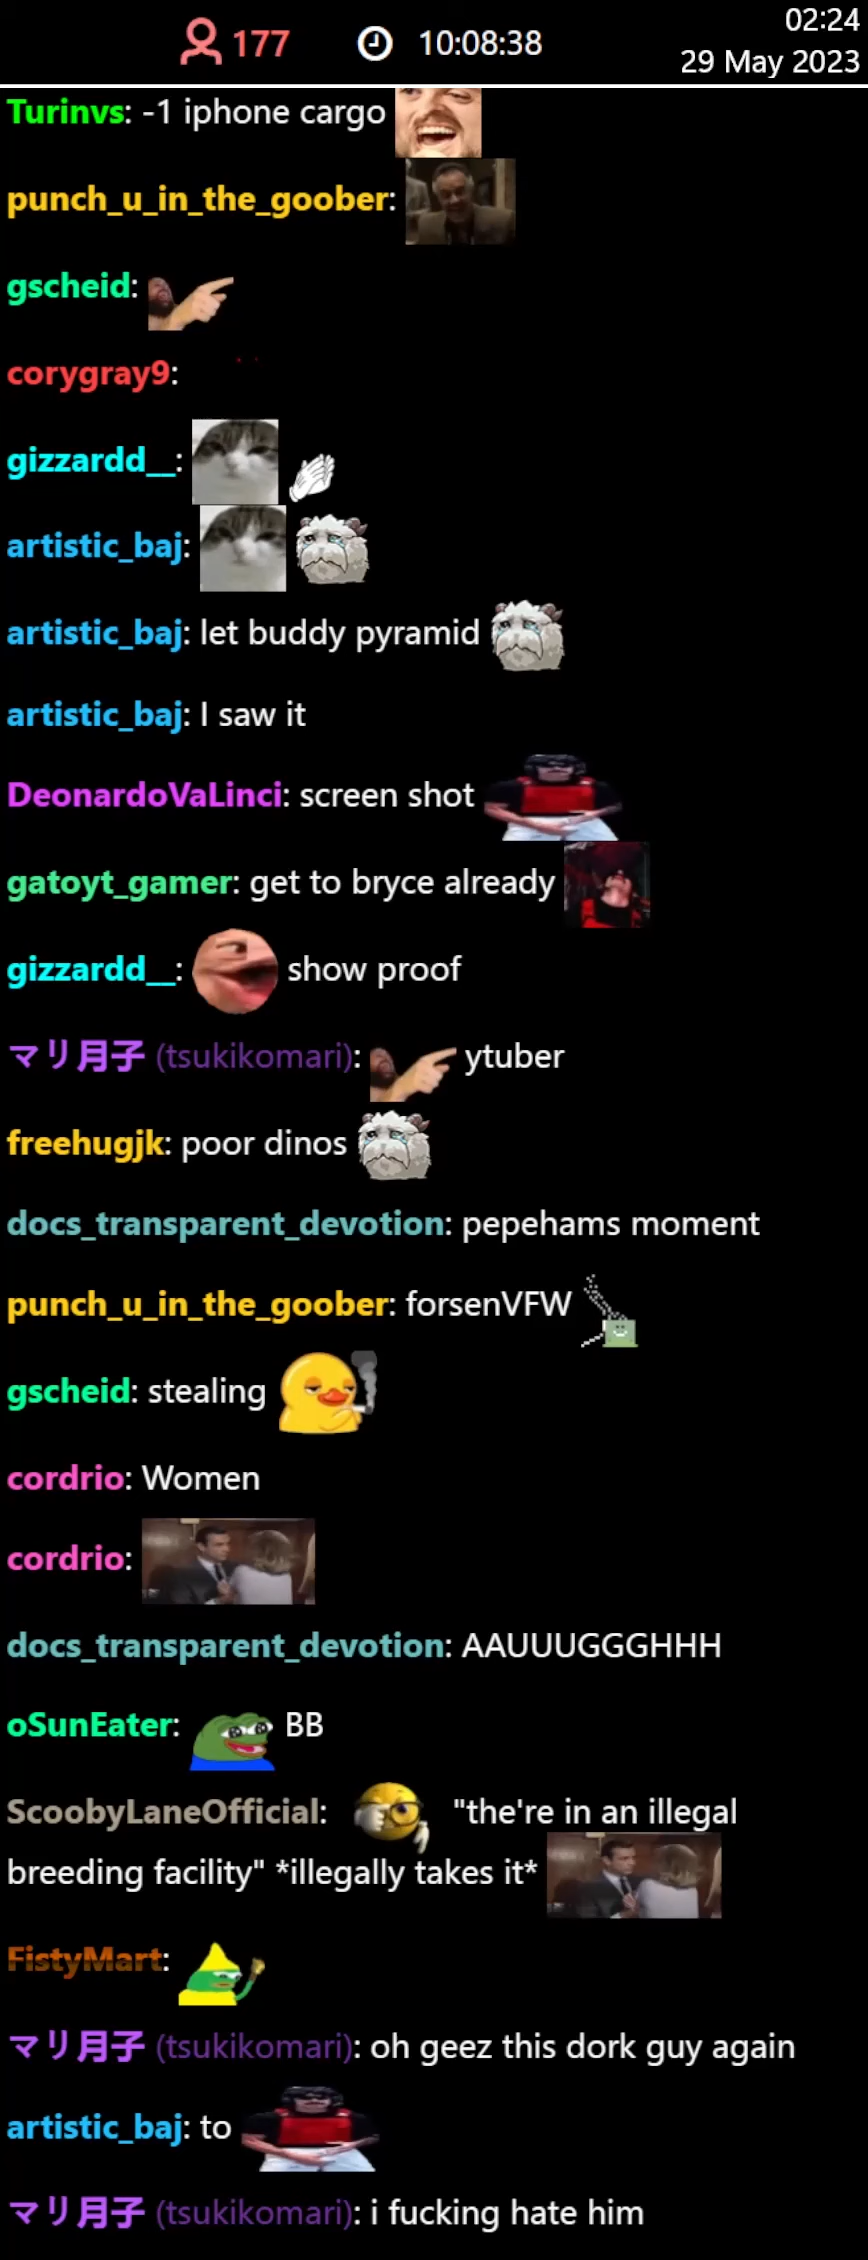 177 10:08:38 02:24
29 May 2023
Turinvs: -1 iphone cargo
punch_u_in_the_goober:
gscheid:
corygray9:
gizzardd__:
artistic_baj:
artistic_baj: let buddy pyramid
artistic_baj: I saw it
DeonardoVaLinci: screen shot
gatoyt_gamer: get to bryce already
gizzardd__: show proof
マリ月子 (tsukikomari): ytuber
freehugjk: poor dinos
docs_transparent_devotion: pepehams moment
punch_u_in_the_goober: forsenVFW
gscheid: stealing
cordrio: Women
cordrio:
docs_transparent_devotion: AAUUUGGGHHH
oSunEater: BB
ScoobyLaneOfficial: "the're in an illegal
breeding facility" *illegally takes it*
FistyMart:
マリ月子 (tsukikomari): oh geez this dork guy again
artistic_baj: to
マリ月子 (tsukikomari): i fucking hate him